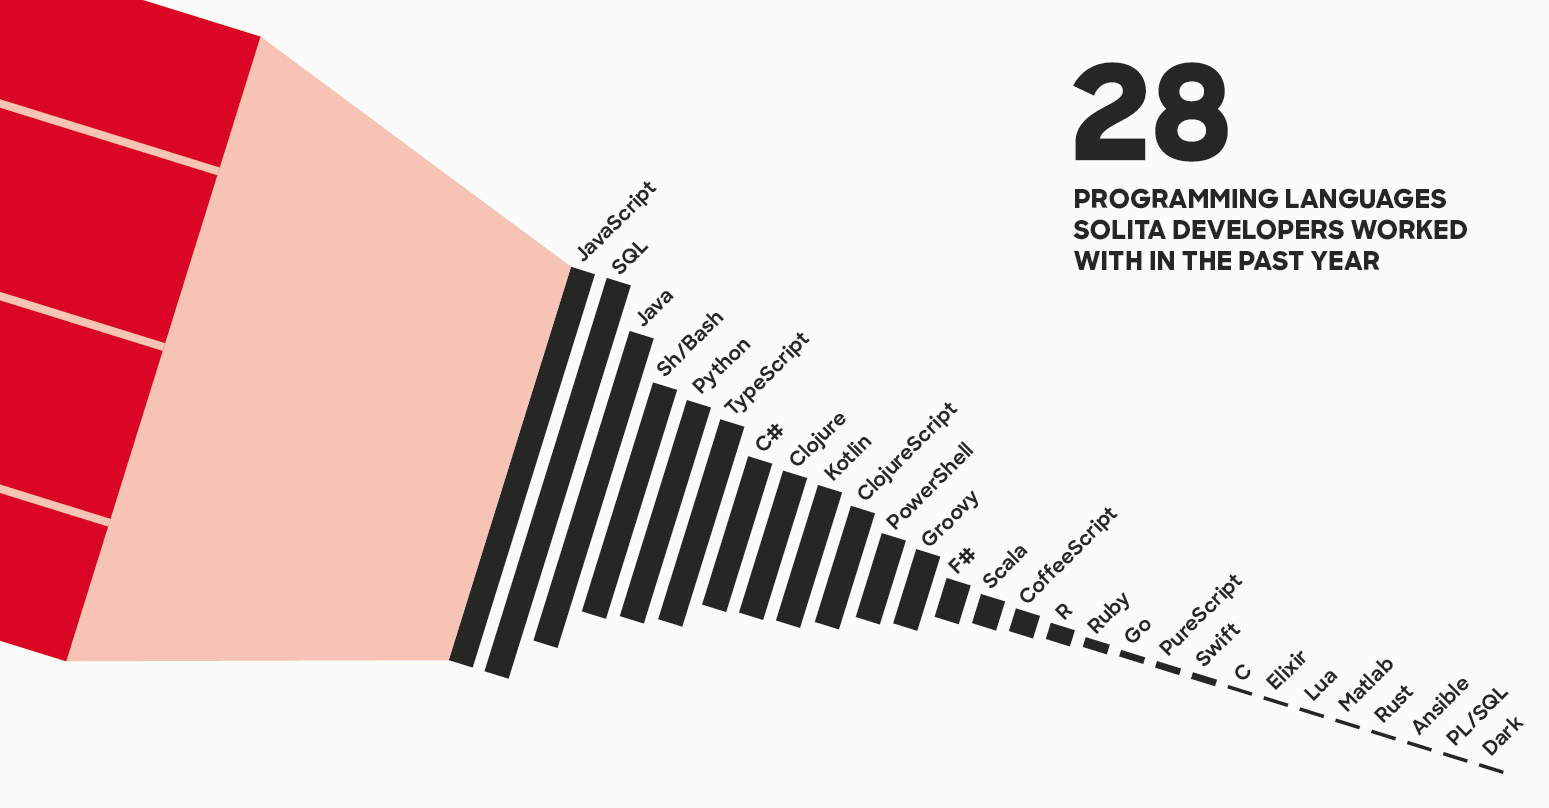 28
PROGRAMMING LANGUAGES
SOLITA DEVELOPERS WORKED
WITH IN THE PAST YEAR
JavaScript
SQL
Java
Sh/Bash
Python
TypeScript
C#
Clojure
Kotlin
ClojureScript
PowerShell
Groovy
F#
Scala
CoffeeScript
R
Ruby
Go
PureScript
Swift
C
Elixir
Lua
Matlab
Rust
Ansible
PL/SQL
Dark